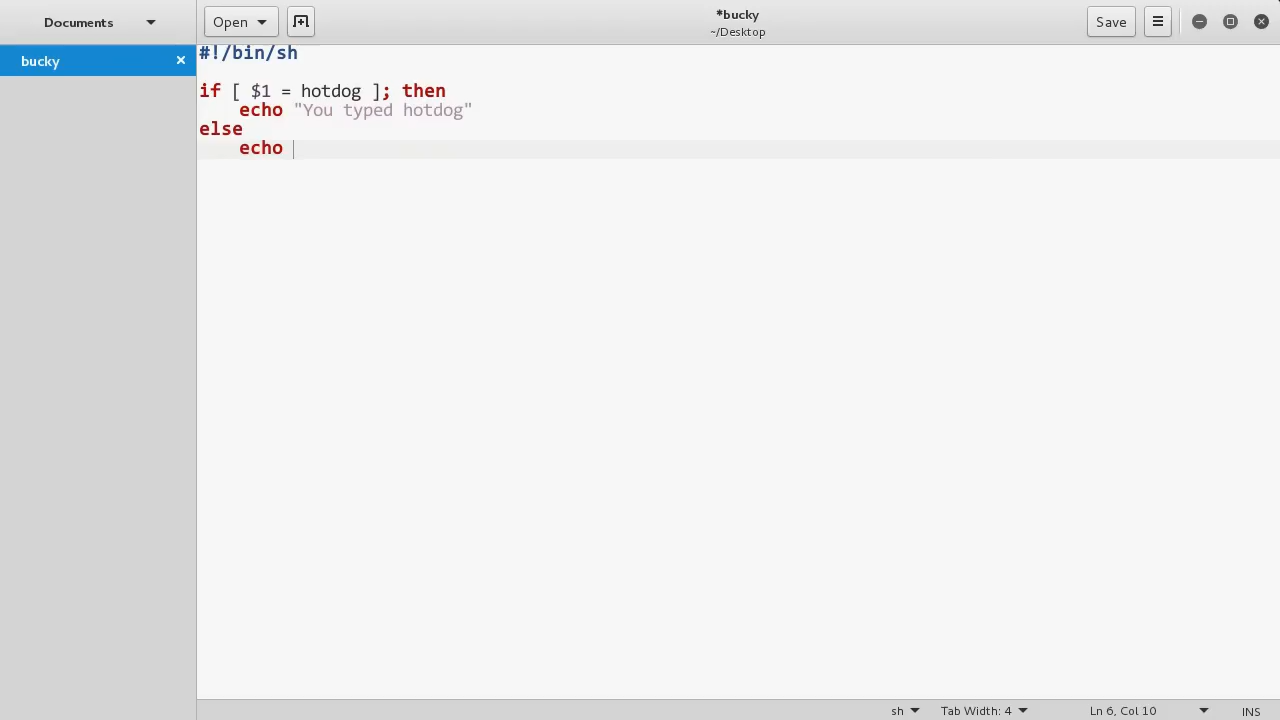 Documents
Open
*bucky
~/Desktop
Save
bucky
#!/bin/sh
if [ $1 = hotdog ]; then
    echo "You typed hotdog"
else
    echo
sh
Tab Width: 4
Ln 6, Col 10
INS